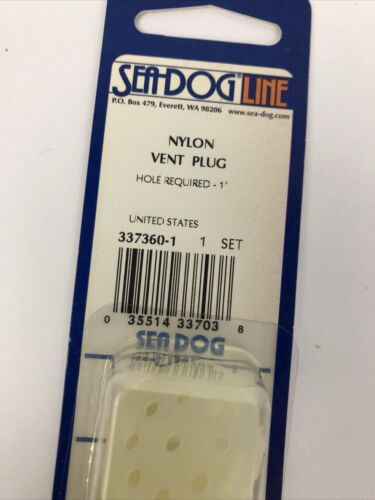 SEA-DOG® LINE
P.O. Box 479, Everett, WA 98206 www.sea-dog.com
NYLON
VENT PLUG
HOLE REQUIRED - 1"
UNITED STATES
337360-1 1 SET
0 35514 33703 8
SEA DOG